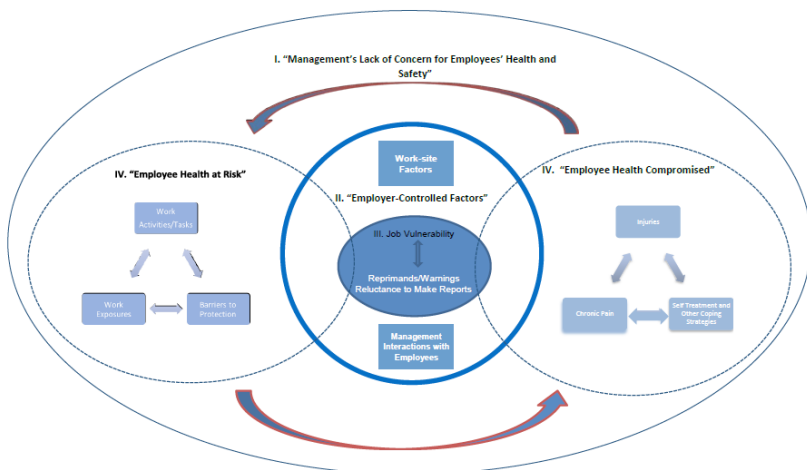 I. “Management’s Lack of Concern for Employees’ Health and
Safety”
IV. “Employee Health at Risk”
Work
Activities/Tasks
Work
Exposures
Barriers to
Protection
Work-site
Factors
II. “Employer-Controlled Factors”
III. Job Vulnerability
Reprimands/Warnings
Reluctance to Make Reports
Management
Interactions with
Employees
IV. “Employee Health Compromised”
Injuries
Chronic Pain
Self Treatment and
Other Coping
Strategies